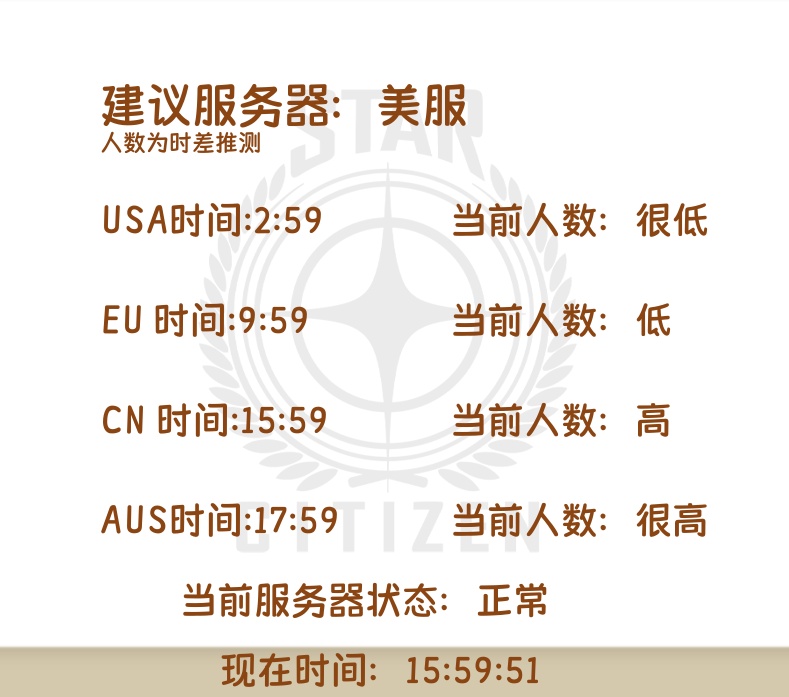 建议服务器: 美服
人数为时差推测
STAR
USA时间:2:59 当前人数: 很低
EU 时间:9:59 当前人数: 低
CN 时间:15:59 当前人数: 高
AUS时间:17:59 当前人数: 很高
CITIZEN
当前服务器状态: 正常
现在时间: 15:59:51